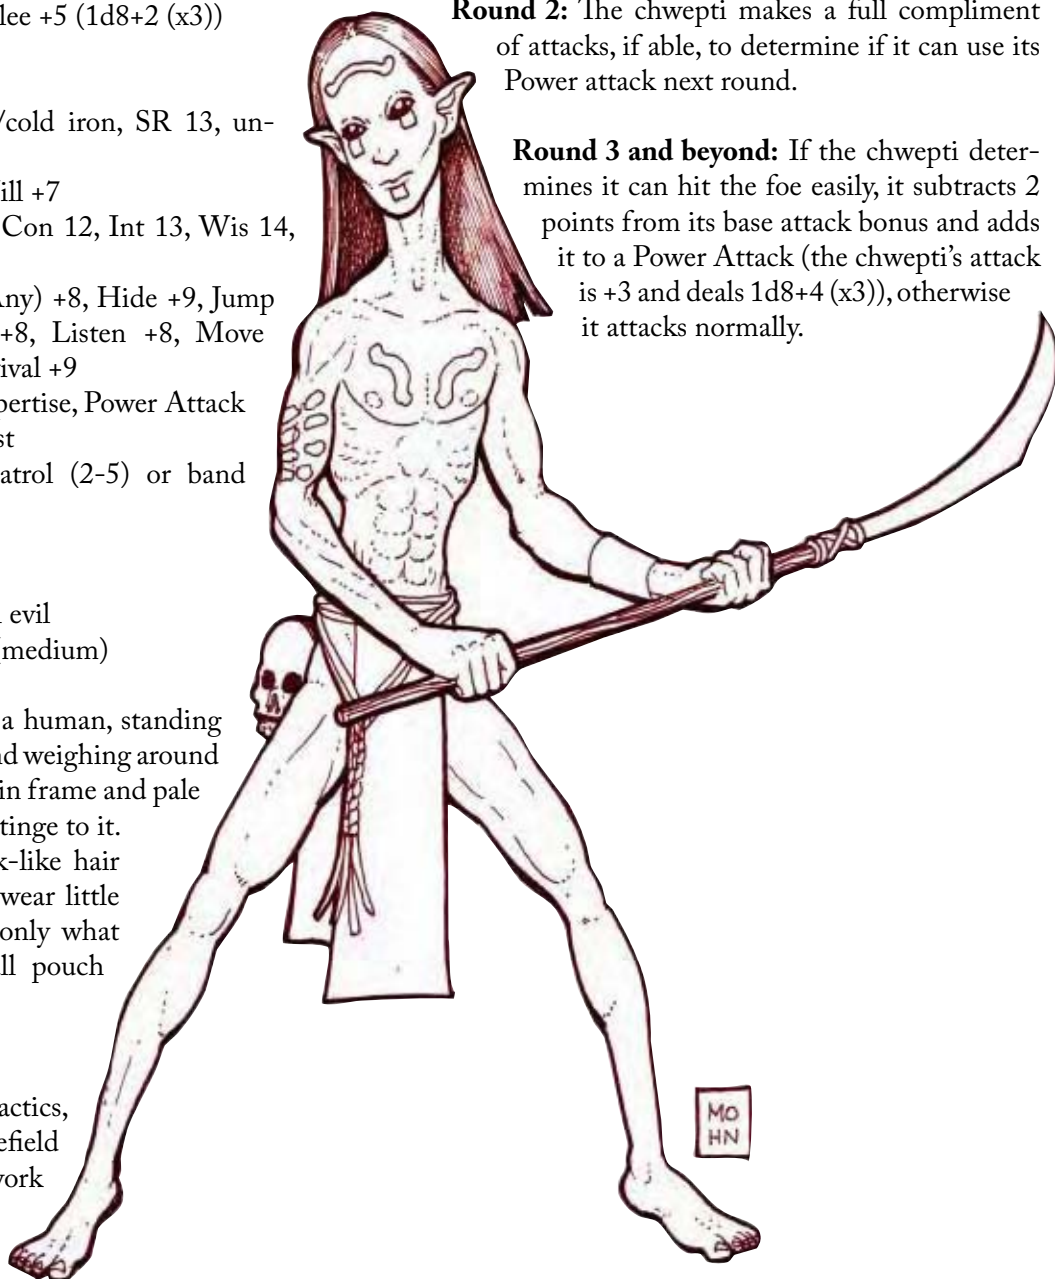 lee +5 (1d8+2 (x3))
/cold iron, SR 13, un-
ill +7
Con 12, Int 13, Wis 14,
Any) +8, Hide +9, Jump
+8, Listen +8, Move
ival +9
pertise, Power Attack
st
atrol (2-5) or band
evil
(medium)
a human, standing
nd weighing around
in frame and pale
tinge to it.
k-like hair
wear little
only what
all pouch
actics,
efield
work
Round 2: The chwepti makes a full compliment
of attacks, if able, to determine if it can use its
Power attack next round.
Round 3 and beyond: If the chwepti deter-
mines it can hit the foe easily, it subtracts 2
points from its base attack bonus and adds
it to a Power Attack (the chwepti's attack
is +3 and deals 1d8+4 (x3)), otherwise
it attacks normally.
MO
HN